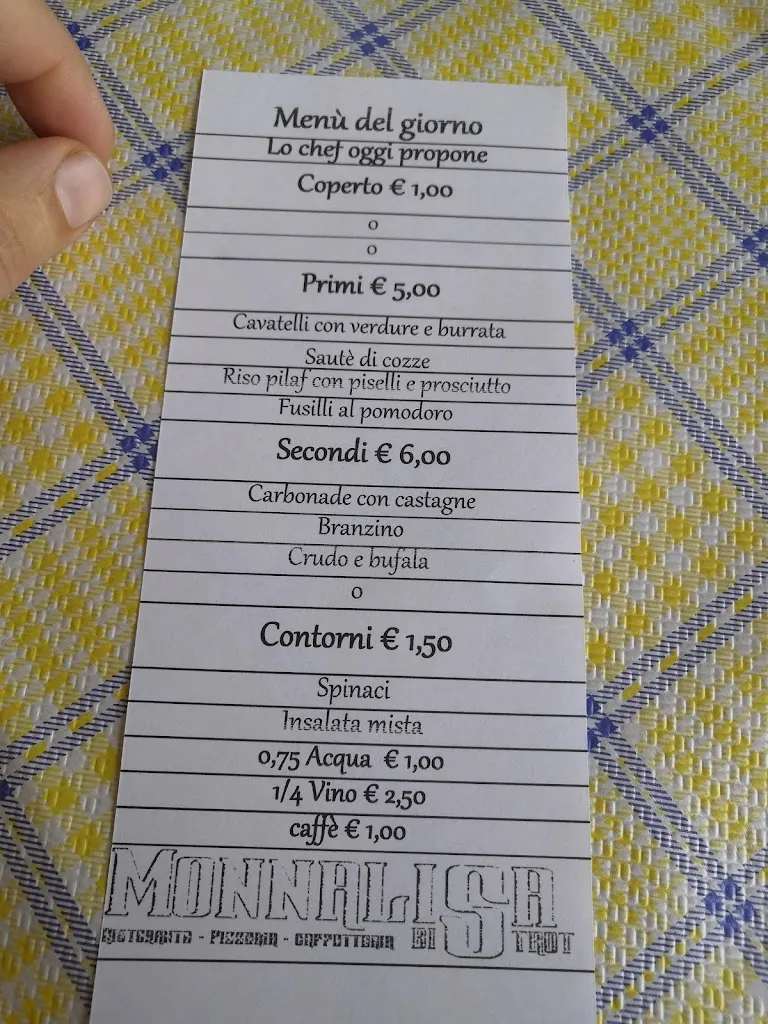 Menù del giorno
Lo chef oggi propone
Coperto € 1,00
o
o
Primi € 5,00
Cavatelli con verdure e burrata
Sautè di cozze
Riso pilaf con piselli e prosciutto
Fusilli al pomodoro
Secondi € 6,00
Carbonade con castagne
Branzino
Crudo e bufala
o
Contorni € 1,50
Spinaci
Insalata mista
0,75 Acqua € 1,00
1/4 Vino € 2,50
caffè € 1,00
MONNALISA
RISTORANTE - PIZZERIA - CAFFETTERIA BISTROT